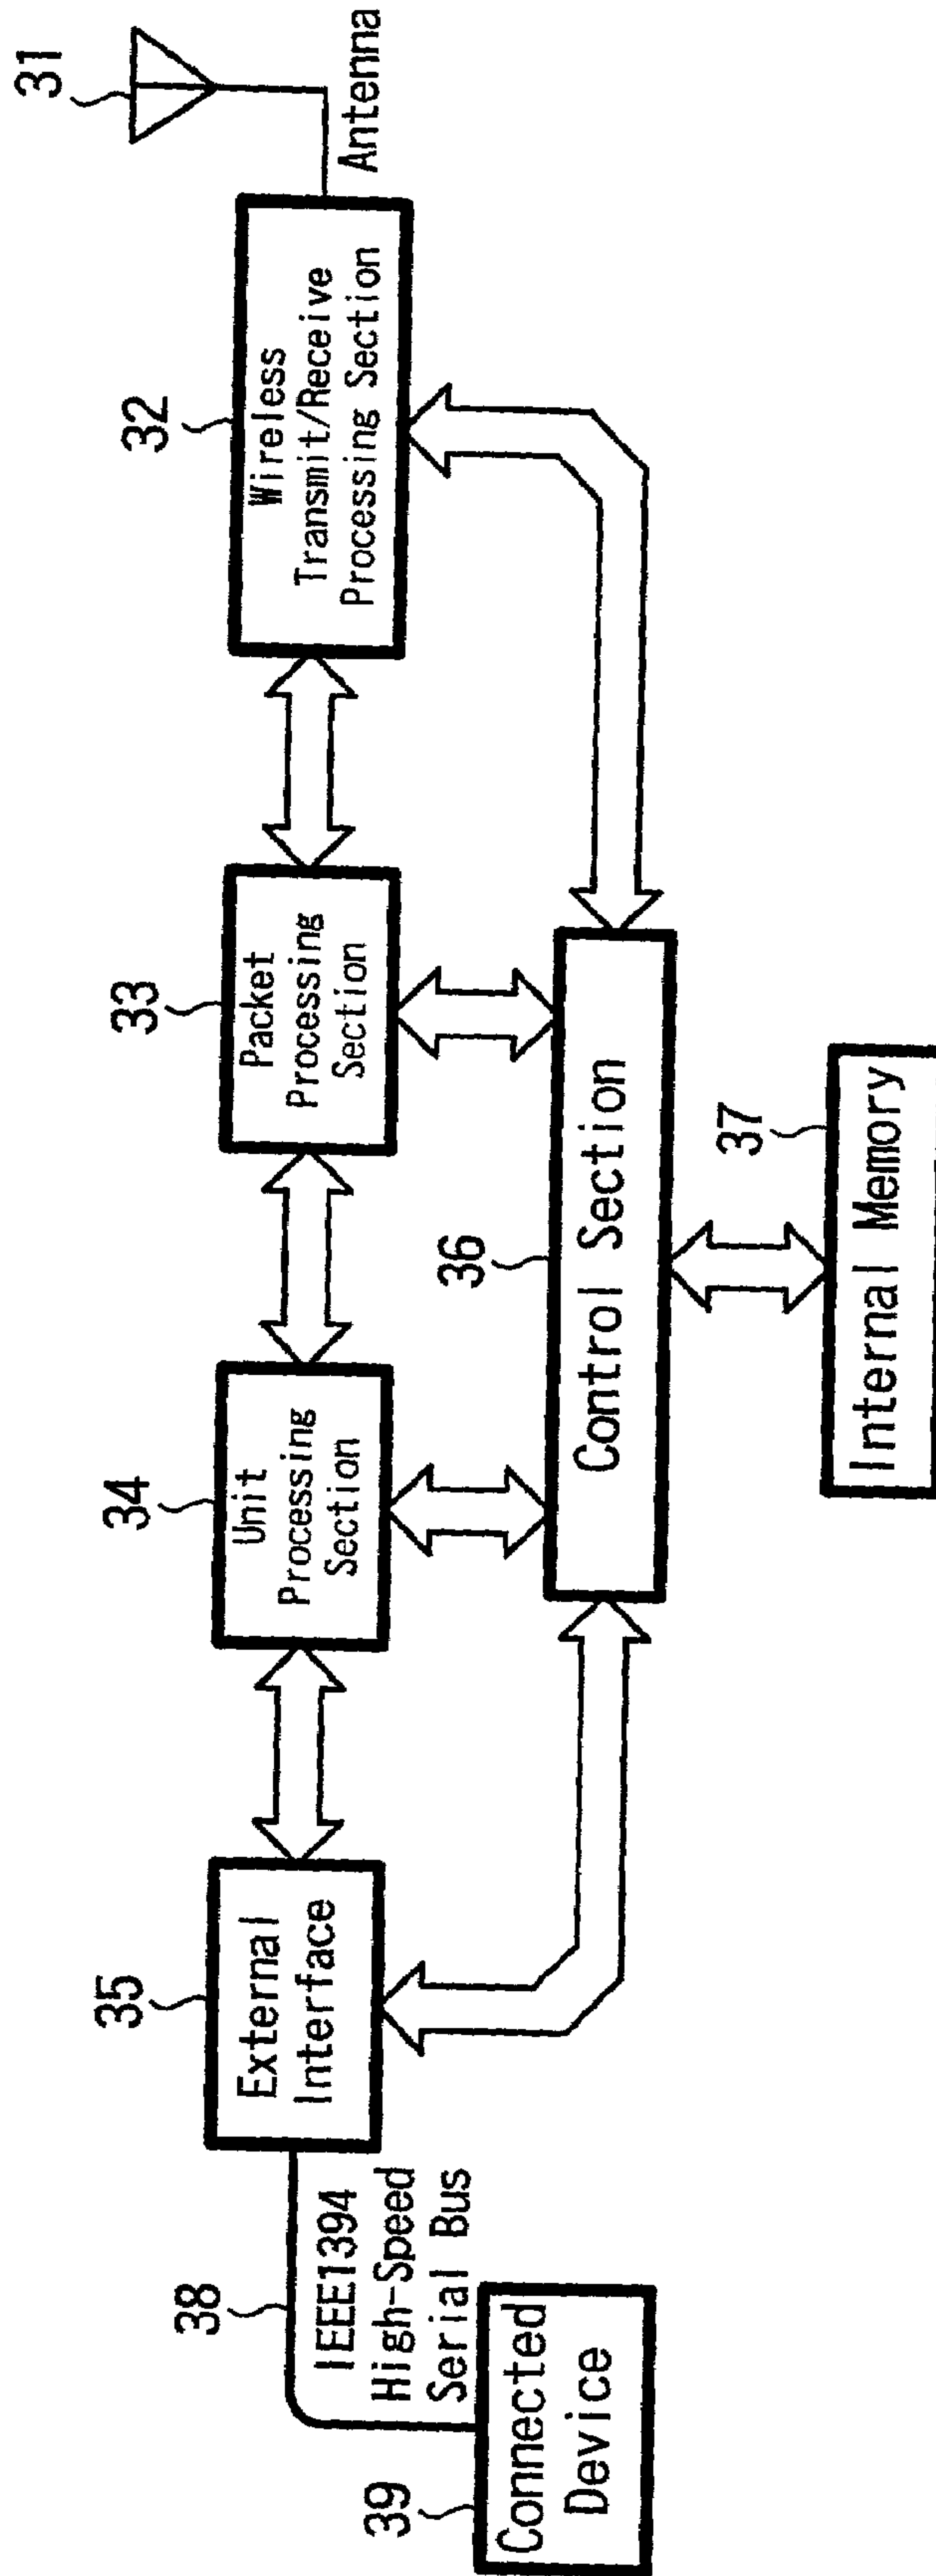 31
Antenna
32
Wireless
Transmit/Receive
Processing Section
33
Packet
Processing
Section
34
Unit
Processing
Section
35
External
Interface
36
Control Section
37
Internal Memory
38
IEEE1394
High-Speed
Serial Bus
39
Connected
Device